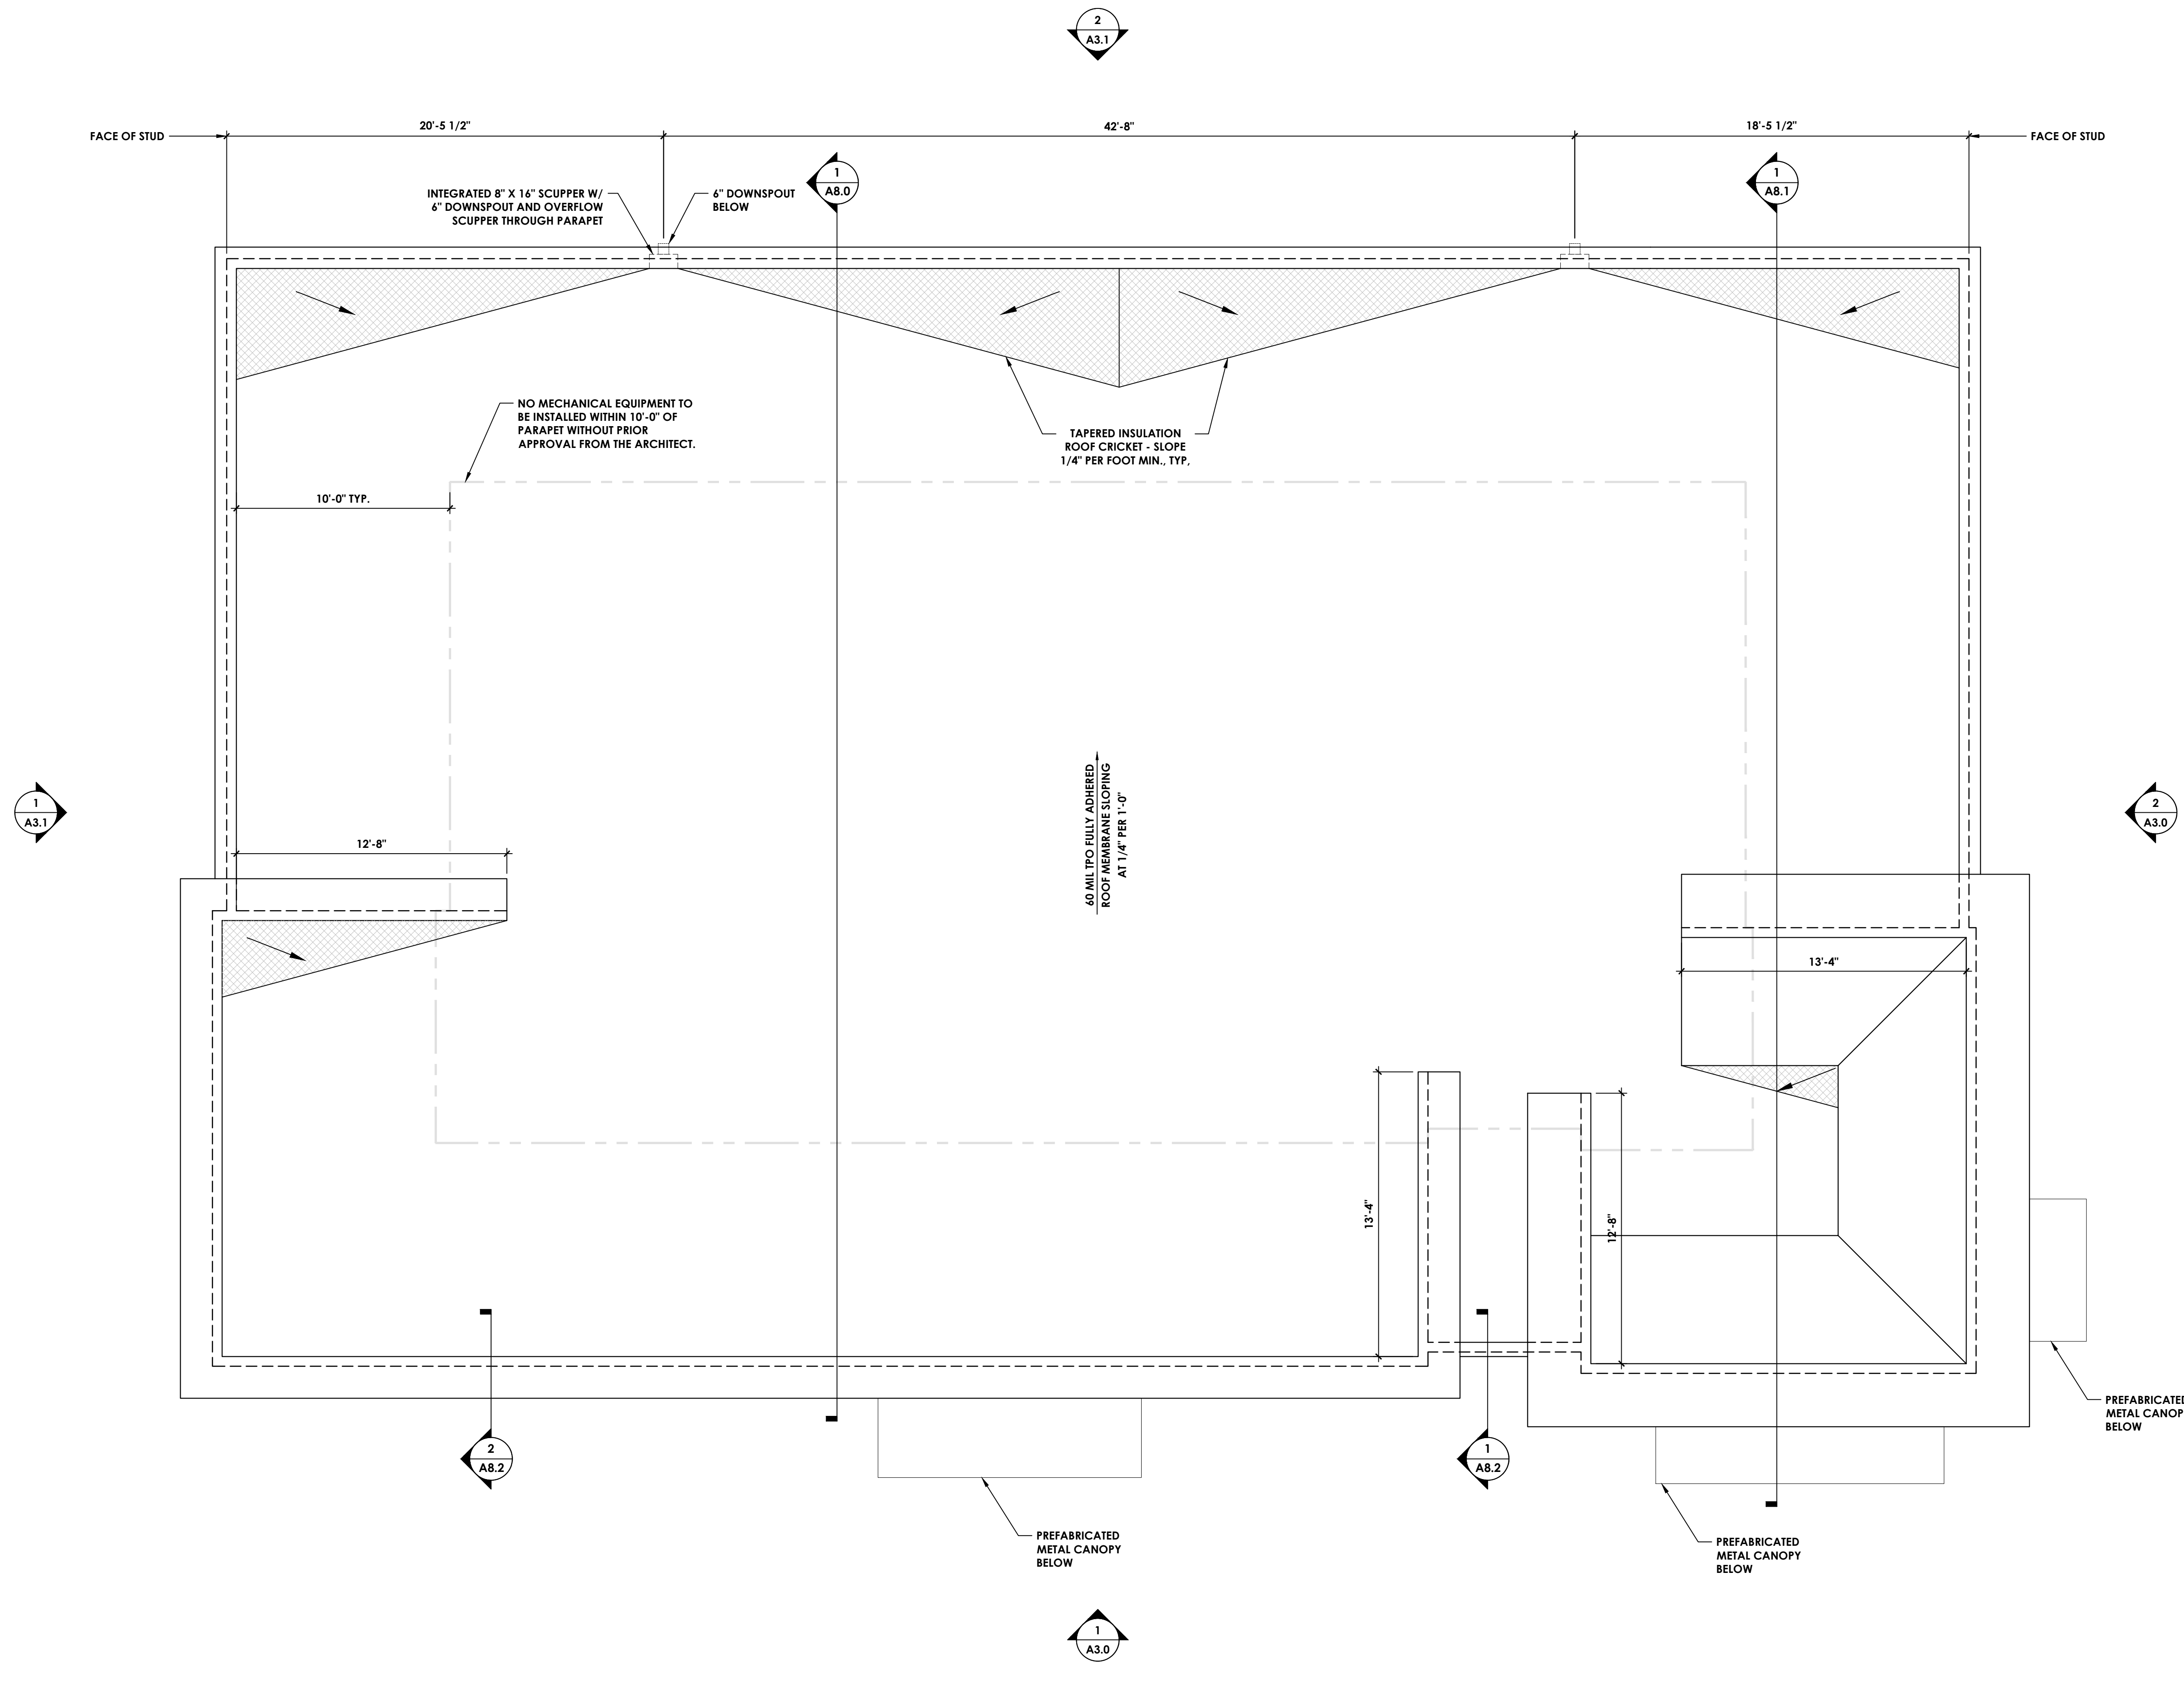 2
A3.1
FACE OF STUD
20'-5 1/2"
42'-8"
18'-5 1/2"
FACE OF STUD
INTEGRATED 8" X 16" SCUPPER W/
6" DOWNSPOUT AND OVERFLOW
SCUPPER THROUGH PARAPET
6" DOWNSPOUT
BELOW
1
A8.0
1
A8.1
NO MECHANICAL EQUIPMENT TO
BE INSTALLED WITHIN 10'-0" OF
PARAPET WITHOUT PRIOR
APPROVAL FROM THE ARCHITECT.
TAPERED INSULATION
ROOF CRICKET - SLOPE
1/4" PER FOOT MIN., TYP,
10'-0" TYP.
1
A3.1
60 MIL TPO FULLY ADHERED
ROOF MEMBRANE SLOPING
AT 1/4" PER 1'-0"
2
A3.0
12'-8"
13'-4"
13'-4"
12'-8"
PREFABRICATED
METAL CANOP
BELOW
2
A8.2
1
A8.2
PREFABRICATED
METAL CANOPY
BELOW
PREFABRICATED
METAL CANOPY
BELOW
1
A3.0